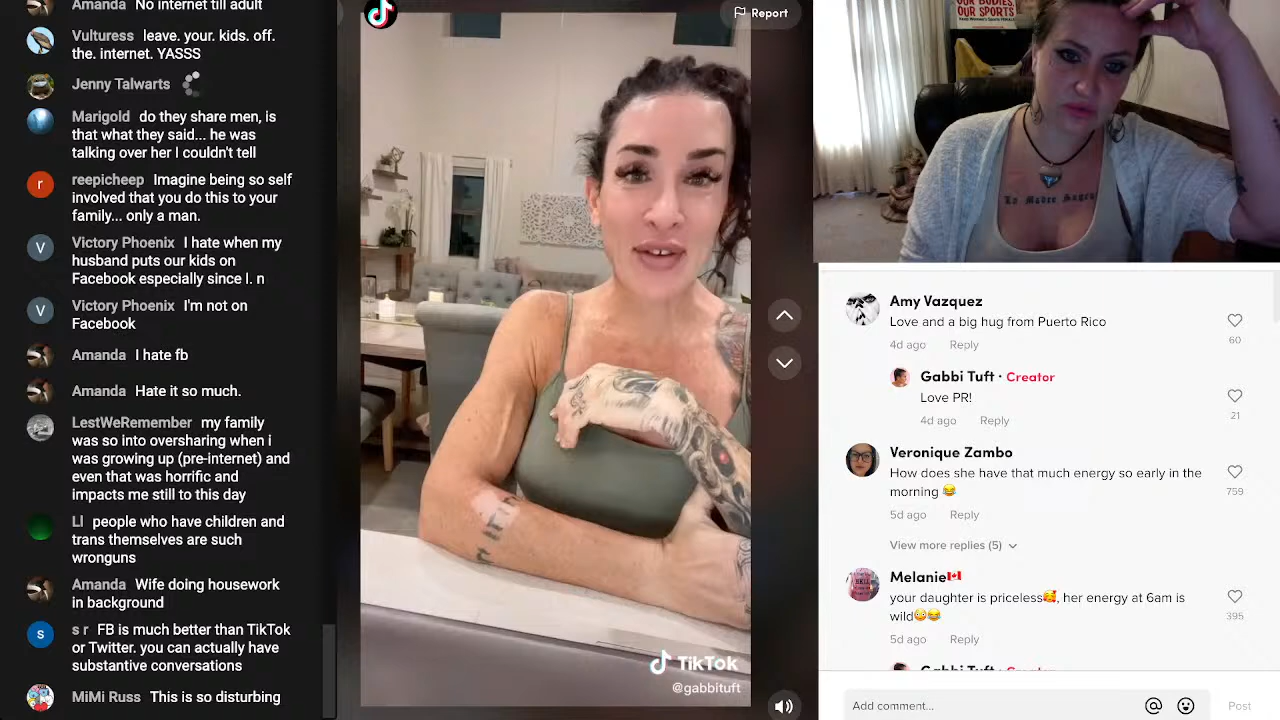 Amanda No internet till adult
Vulturess leave. your. kids. off.
the. internet. YASSS
Jenny Talwarts
Marigold do they share men, is
that what they said... he was
talking over her I couldn't tell
reepicheep Imagine being so self
involved that you do this to your
family... only a man.
Victory Phoenix I hate when my
husband puts our kids on
Facebook especially since I. n
Victory Phoenix I'm not on
Facebook
Amanda I hate fb
Amanda Hate it so much.
LestWeRemember my family
was so into oversharing when i
was growing up (pre-internet) and
even that was horrific and
impacts me still to this day
LI people who have children and
trans themselves are such
wronguns
Amanda Wife doing housework
in background
s r FB is much better than TikTok
or Twitter. you can actually have
substantive conversations
MiMi Russ This is so disturbing
r
V
V
s
Report
TikTok
@gabbituft
OUR BODIES
OUR SPORTS
La Madre
Amy Vazquez
Love and a big hug from Puerto Rico
60
4d ago Reply
Gabbi Tuft · Creator
Love PR!
21
4d ago Reply
Veronique Zambo
How does she have that much energy so early in the
morning 😂
759
5d ago Reply
View more replies (5)
Melanie🇨🇦
your daughter is priceless🥰, her energy at 6am is
wild😳😂
395
5d ago Reply
Gabbi Tuft · Creator
Add comment...
Post